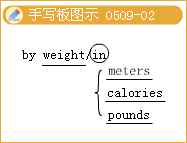 手写板图示 0509-02
by weight/in
meters
calories
pounds